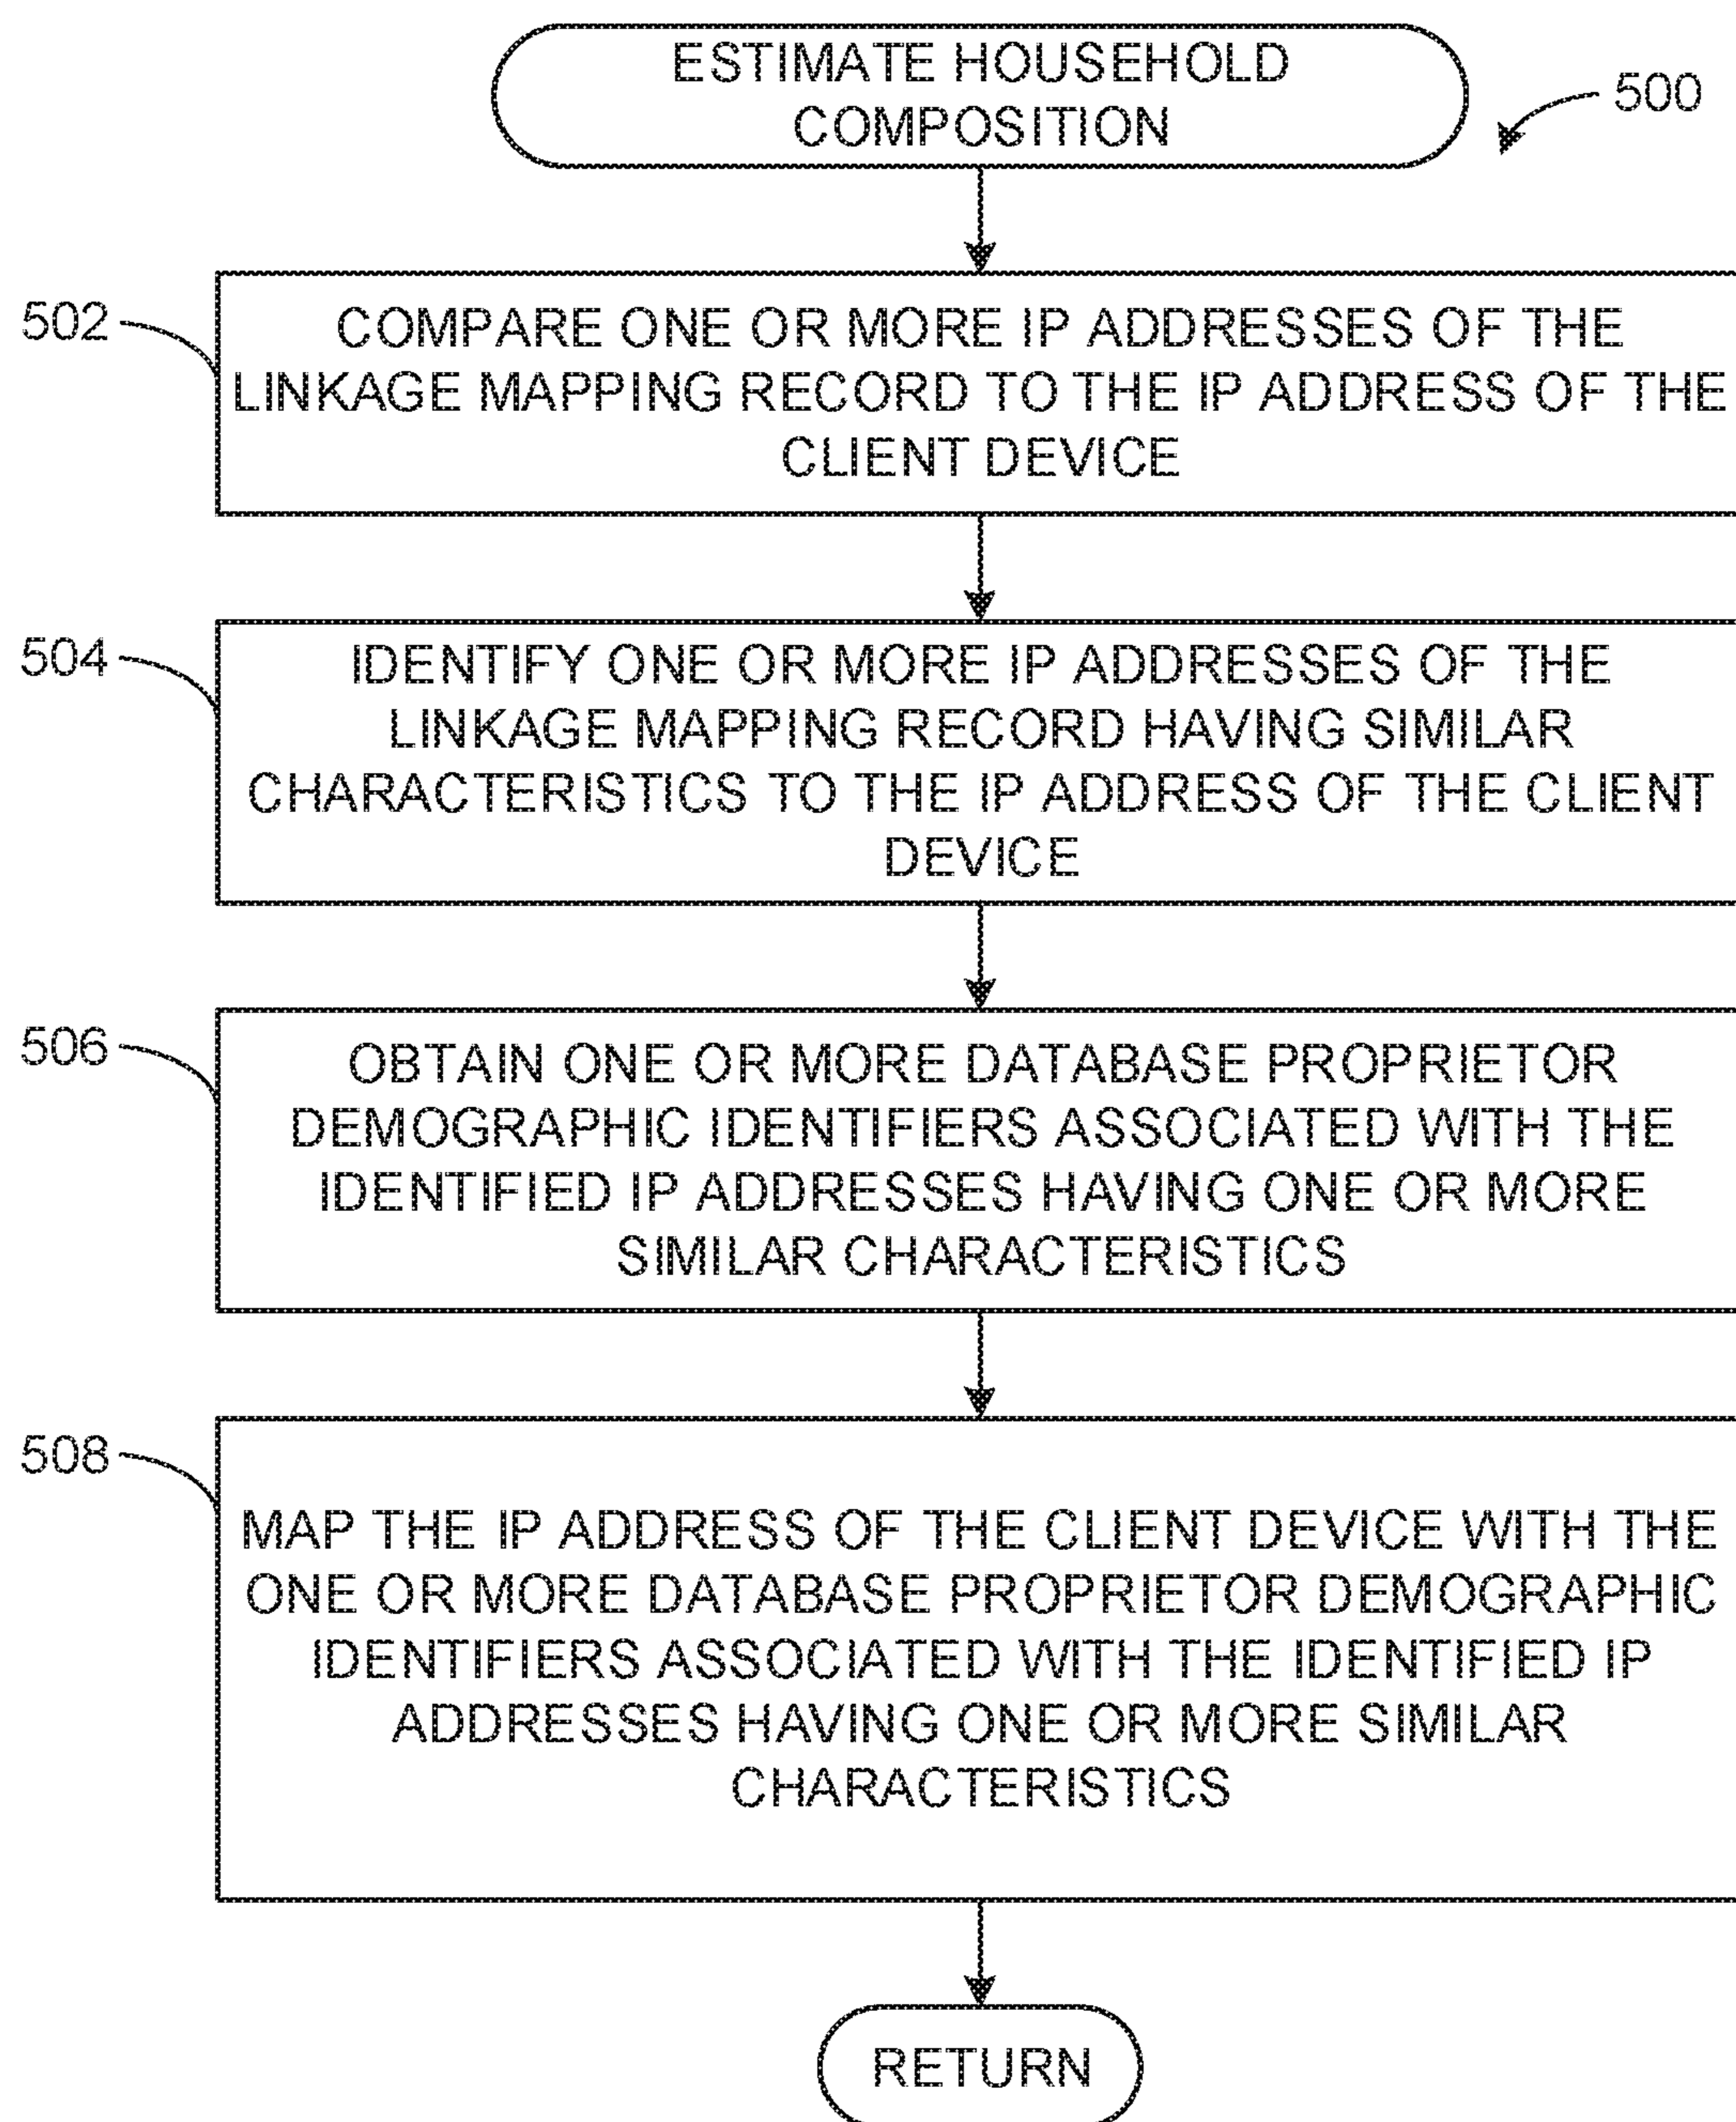 ESTIMATE HOUSEHOLD
COMPOSITION
500
502
COMPARE ONE OR MORE IP ADDRESSES OF THE
LINKAGE MAPPING RECORD TO THE IP ADDRESS OF THE
CLIENT DEVICE
504
IDENTIFY ONE OR MORE IP ADDRESSES OF THE
LINKAGE MAPPING RECORD HAVING SIMILAR
CHARACTERISTICS TO THE IP ADDRESS OF THE CLIENT
DEVICE
506
OBTAIN ONE OR MORE DATABASE PROPRIETOR
DEMOGRAPHIC IDENTIFIERS ASSOCIATED WITH THE
IDENTIFIED IP ADDRESSES HAVING ONE OR MORE
SIMILAR CHARACTERISTICS
508
MAP THE IP ADDRESS OF THE CLIENT DEVICE WITH THE
ONE OR MORE DATABASE PROPRIETOR DEMOGRAPHIC
IDENTIFIERS ASSOCIATED WITH THE IDENTIFIED IP
ADDRESSES HAVING ONE OR MORE SIMILAR
CHARACTERISTICS
RETURN